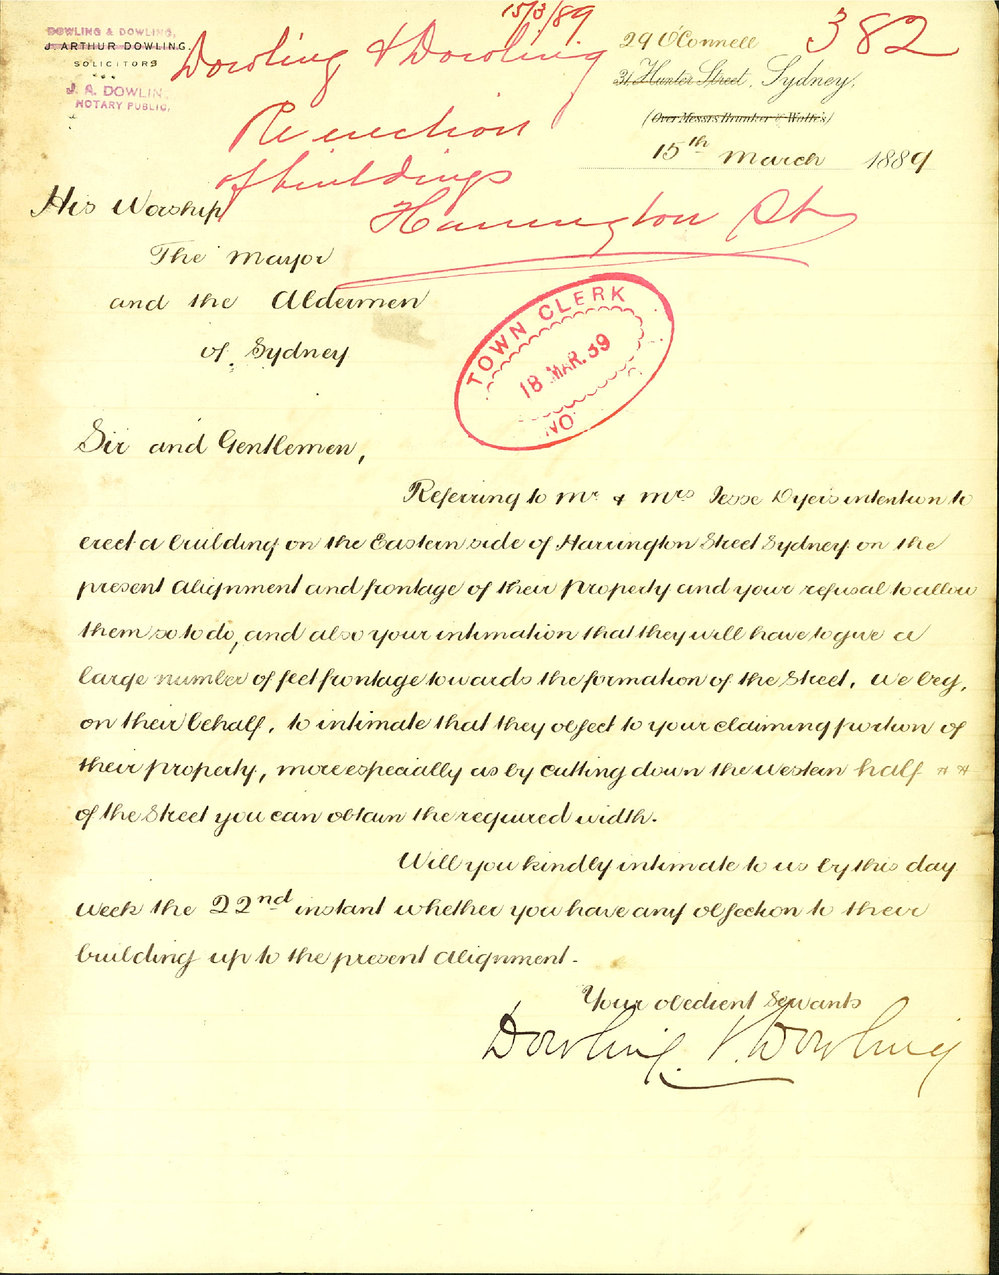 15/3/89
382
DOWLING & DOWLING,
J. ARTHUR DOWLING.
SOLICITORS
J. A. DOWLIN
NOTARY PUBLIC,
Dowling & Dowling
Re erection
of buildings
Harrington St
29 O'Connell
31, Hunter Street, Sydney,
(Over Messrs Brunker & Wolfe's)
15th March 1889
His Worship
The Mayor
and the Aldermen
of Sydney
TOWN CLERK
18 MAR. 89
NO
Sir and Gentlemen,
Referring to Mr & Mrs Jesse Dyer's intention to
erect a building on the Eastern side of Harrington Street Sydney on the
present alignment and frontage of their property and your refusal to allow
them so to do, and also your intimation that they will have to give a
large number of feet frontage towards the formation of the Street, we beg,
on their behalf, to intimate that they object to your claiming portion of
their property, more especially as by cutting down the Western half
of the Street you can obtain the required width.
Will you kindly intimate to us by this day
week the 22nd instant whether you have any objection to their
building up to the present alignment.
Your obedient Servants
Dowling & Dowling